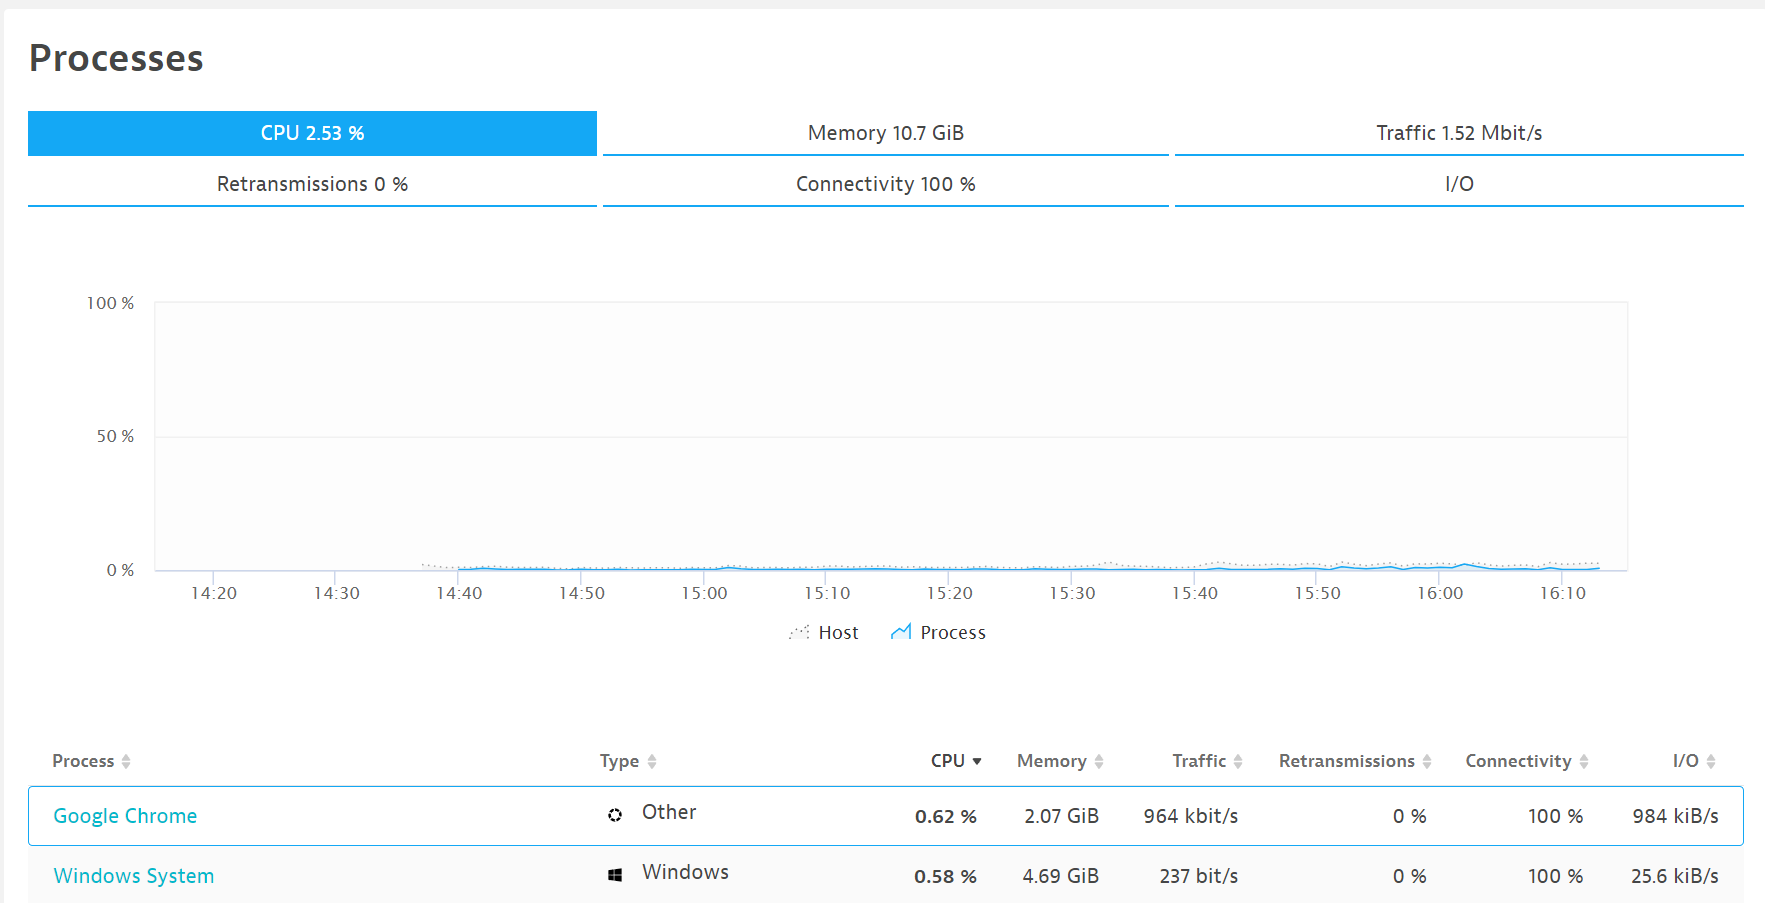 Processes
CPU 2.53 % Memory 10.7 GiB Traffic 1.52 Mbit/s
Retransmissions 0 % Connectivity 100 % I/O
100 %
50 %
0 %
14:20 14:30 14:40 14:50 15:00 15:10 15:20 15:30 15:40 15:50 16:00 16:10
Host Process
Process Type CPU Memory Traffic Retransmissions Connectivity I/O
Google Chrome Other 0.62 % 2.07 GiB 964 kbit/s 0 % 100 % 984 kiB/s
Windows System Windows 0.58 % 4.69 GiB 237 bit/s 0 % 100 % 25.6 kiB/s